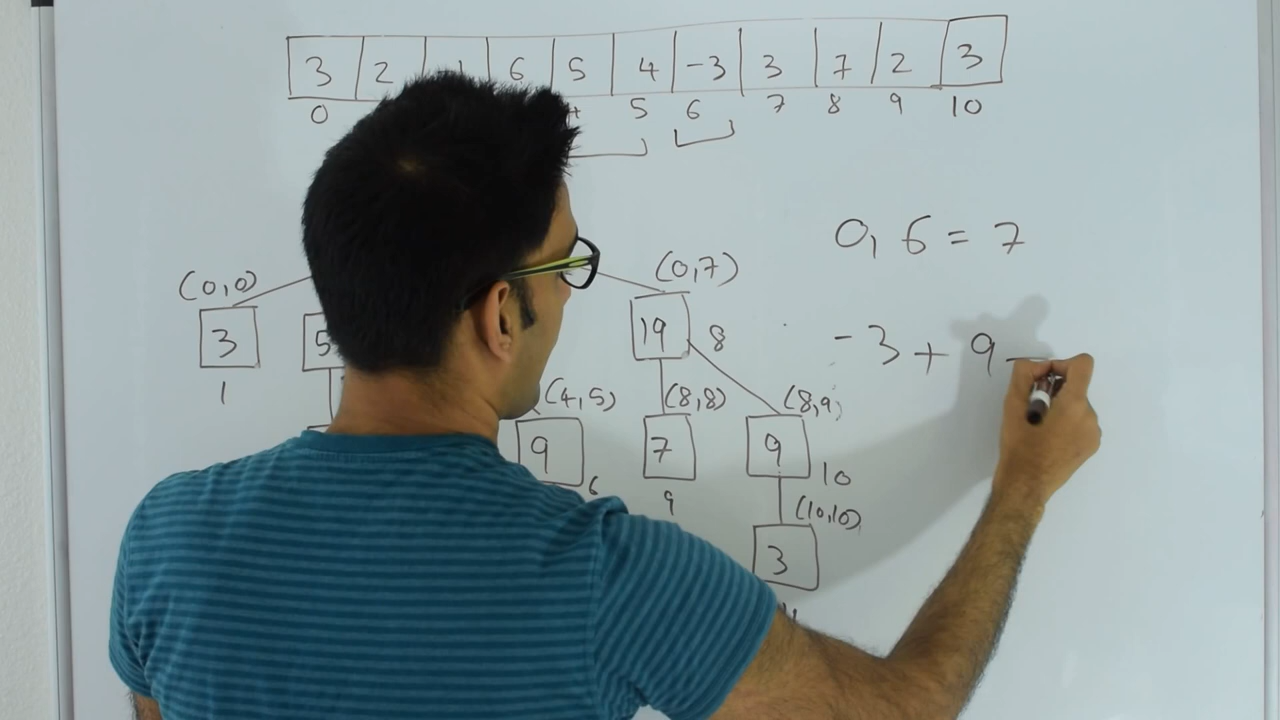 3 2 1 6 5 4 -3 3 7 2 3
0 5 6 7 8 9 10
0, 6 = 7
(0,0) (0,7)
3 5 19 8 -3 + 9
1 (4,5) (8,8) (8,9)
9 7 9
6 9 10
(10,10)
3